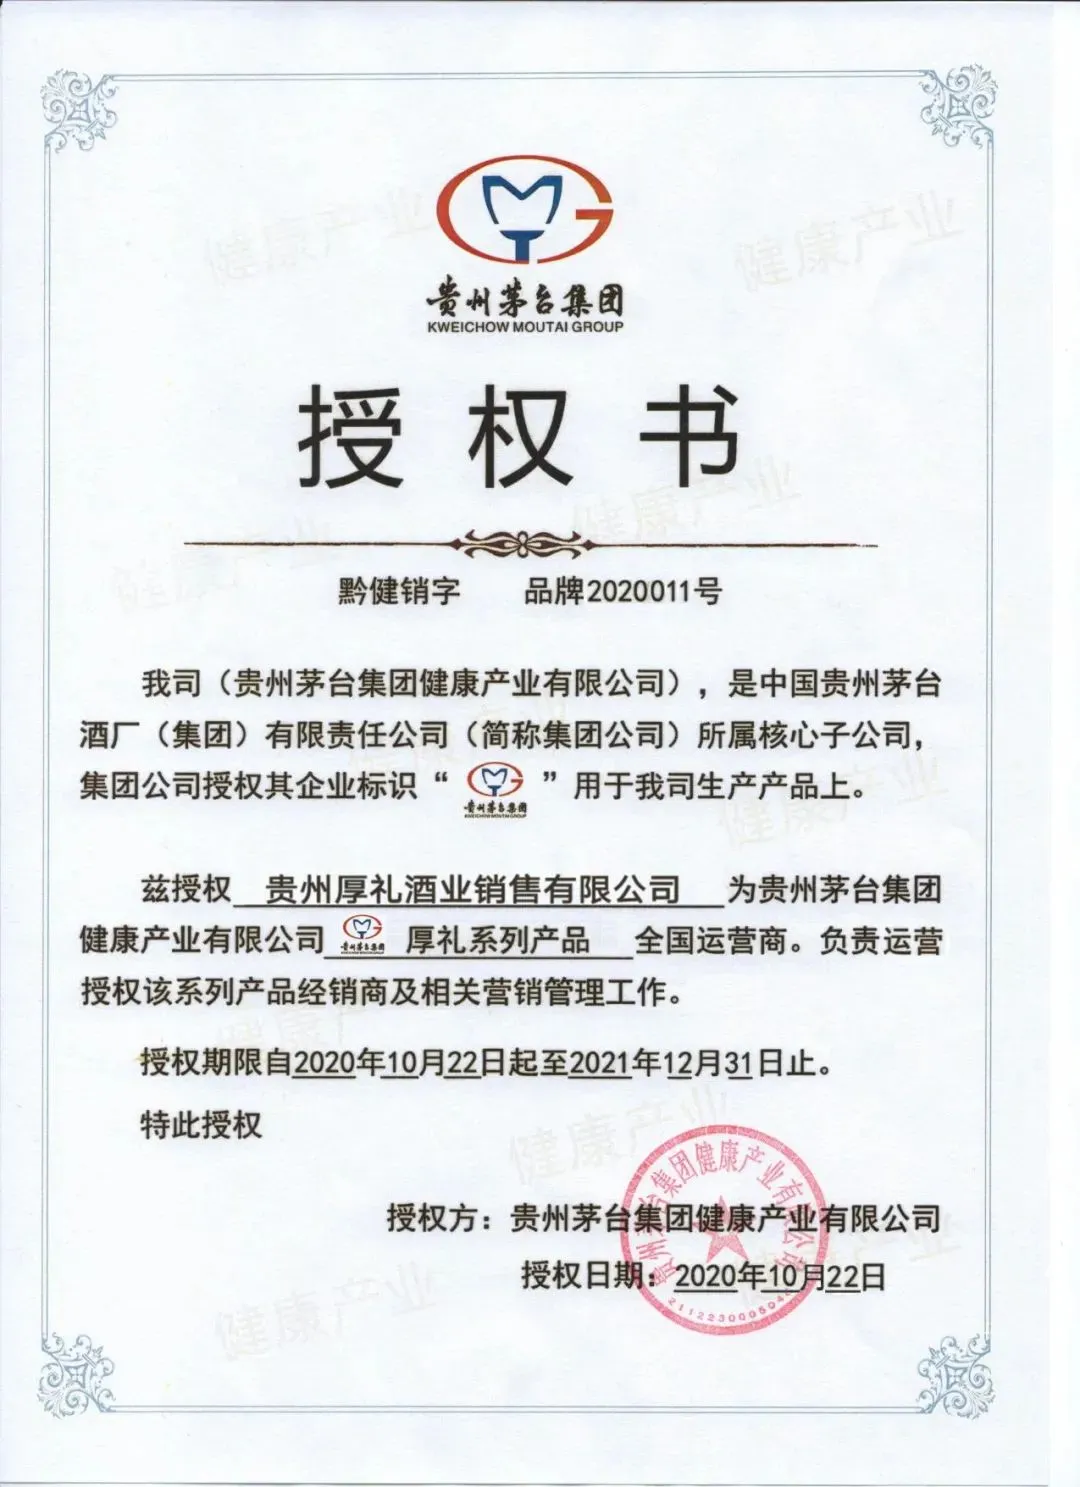 贵州茅台集团
KWEICHOW MOUTAI GROUP
授权书
黔健销字 品牌2020011号
我司（贵州茅台集团健康产业有限公司），是中国贵州茅台
酒厂（集团）有限责任公司（简称集团公司）所属核心子公司，
集团公司授权其企业标识“贵州茅台集团 KWEICHOW MOUTAI GROUP”用于我司生产产品上。
兹授权 贵州厚礼酒业销售有限公司 为贵州茅台集团
健康产业有限公司 贵州茅台集团 厚礼系列产品 全国运营商。负责运营
授权该系列产品经销商及相关营销管理工作。
授权期限自2020年10月22日起至2021年12月31日止。
特此授权
授权方：贵州茅台集团健康产业有限公司
授权日期：2020年10月22日
贵州茅台集团健康产业有限公司
健康产业
健康产业
健康产业
健康产业
健康产业
健康产业
健康产业